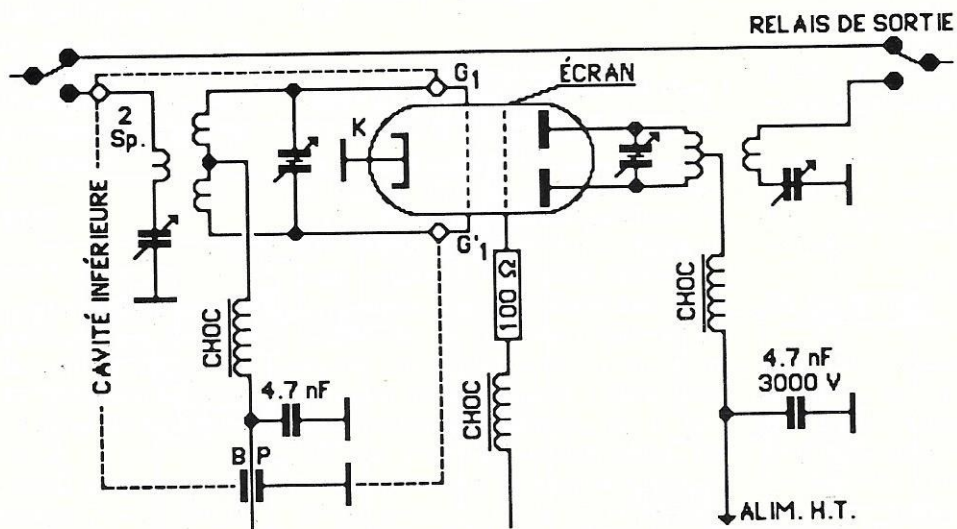 RELAIS DE SORTIE
ÉCRAN
G1
K
2
Sp.
G'1
CAVITÉ INFÉRIEURE
100 Ω
CHOC
4.7 nF
CHOC
CHOC
4.7 nF
3000 V
B P
ALIM. H.T.